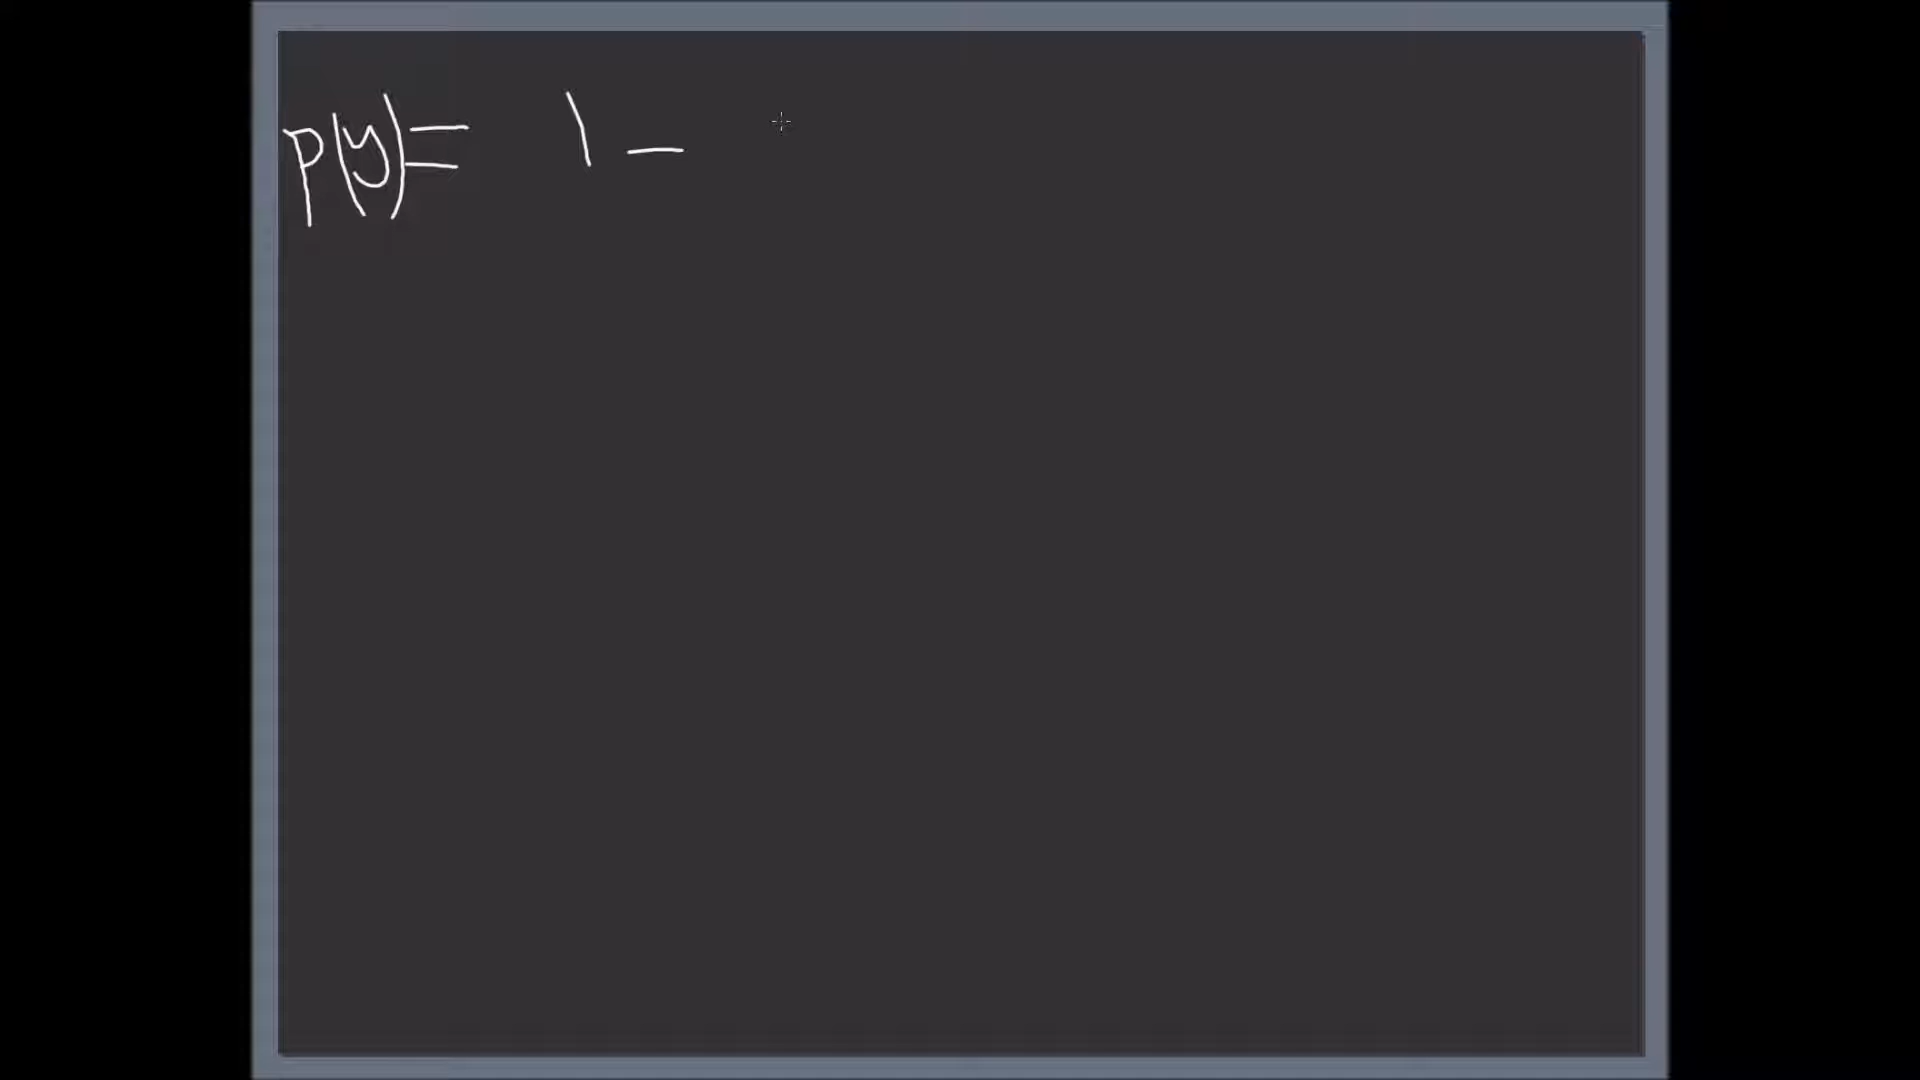 P(y) = 1 -